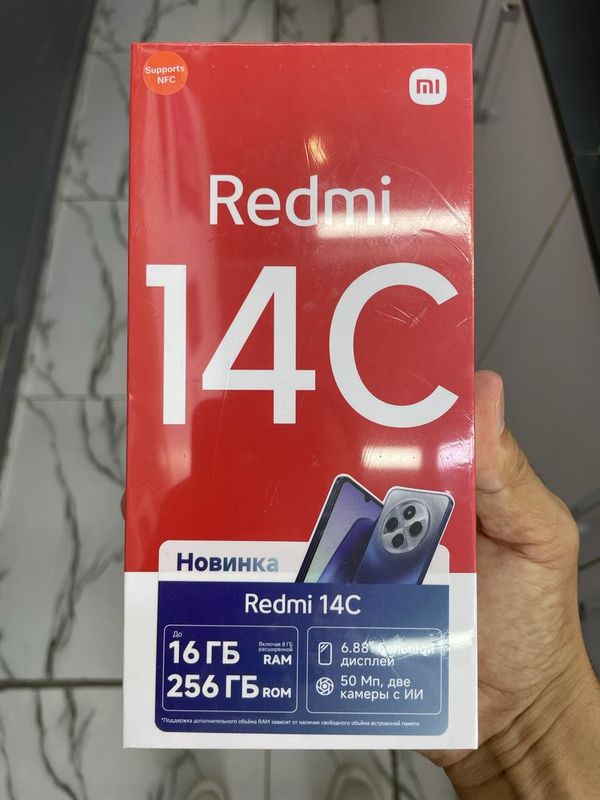 Supports
NFC
mi
Redmi
14C
Новинка
Redmi 14C
До
16 ГБ
Включая 8 ГБ
расширенной
RAM
256 ГБ ROM
6.88" большой
дисплей
50 Мп, две
камеры с ИИ
*Поддержка дополнительного объёма RAM зависит от наличия свободного объёма встроенной памяти